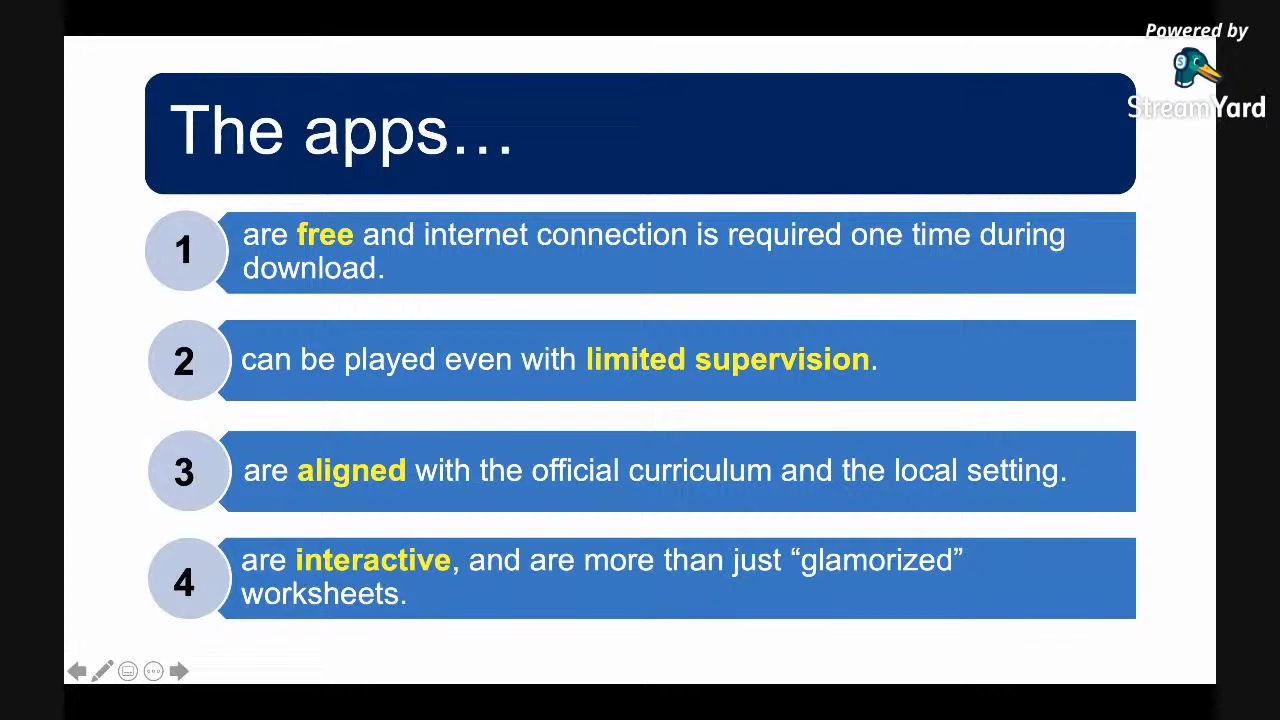 Powered by
StreamYard
The apps…
1
are free and internet connection is required one time during
download.
2
can be played even with limited supervision.
3
are aligned with the official curriculum and the local setting.
4
are interactive, and are more than just “glamorized”
worksheets.